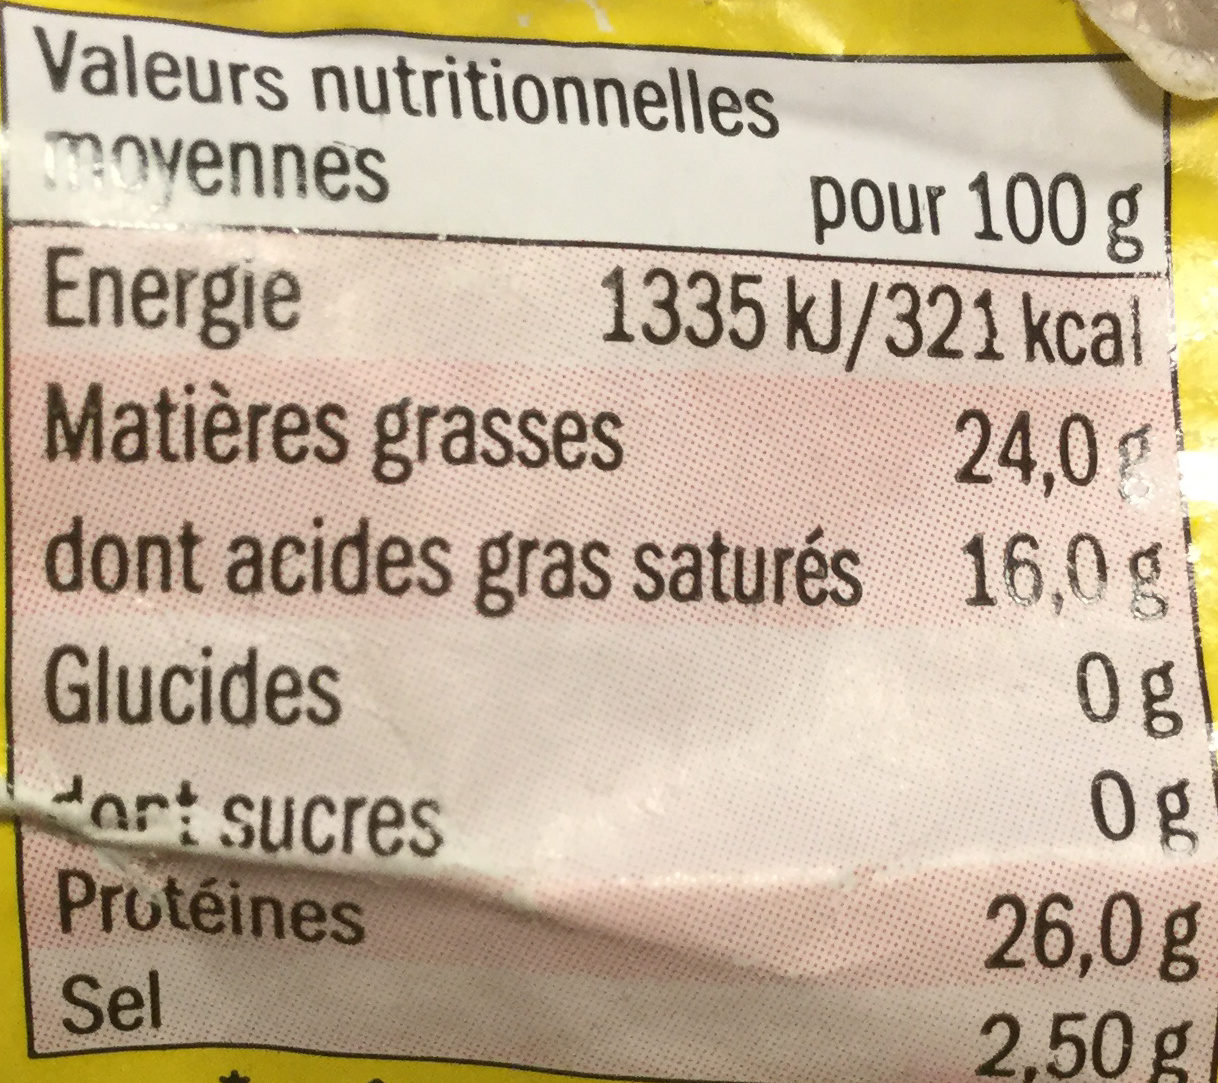 Valeurs nutritionnelles
moyennes
pour 100 g
Energie 1335 kJ/321 kcal
Matières grasses 24,0 g
dont acides gras saturés 16,0 g
Glucides 0 g
dont sucres 0 g
Protéines 26,0 g
Sel 2,50 g